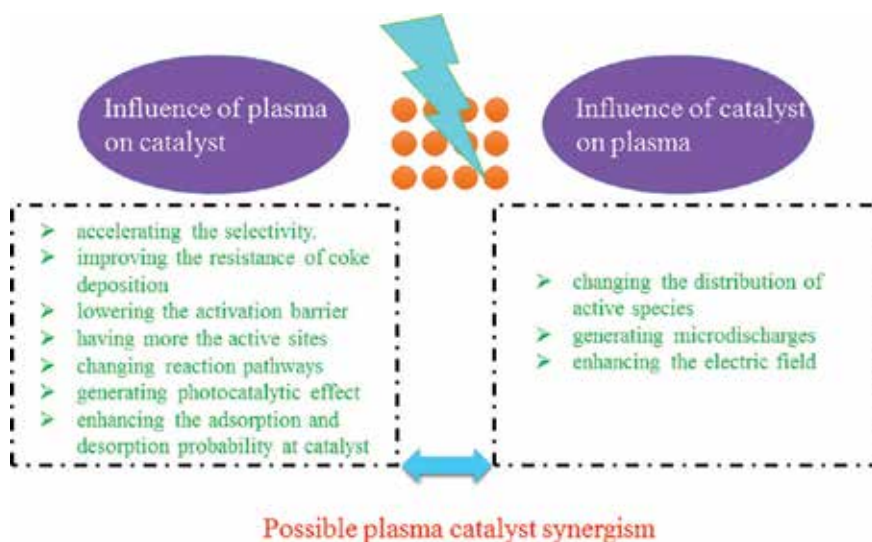 Influence of plasma
on catalyst
Influence of catalyst
on plasma
➢ accelerating the selectivity.
➢ improving the resistance of coke
deposition
➢ lowering the activation barrier
➢ having more the active sites
➢ changing reaction pathways
➢ generating photocatalytic effect
➢ enhancing the adsorption and
desorption probability at catalyst
➢ changing the distribution of
active species
➢ generating microdischarges
➢ enhancing the electric field
Possible plasma catalyst synergism